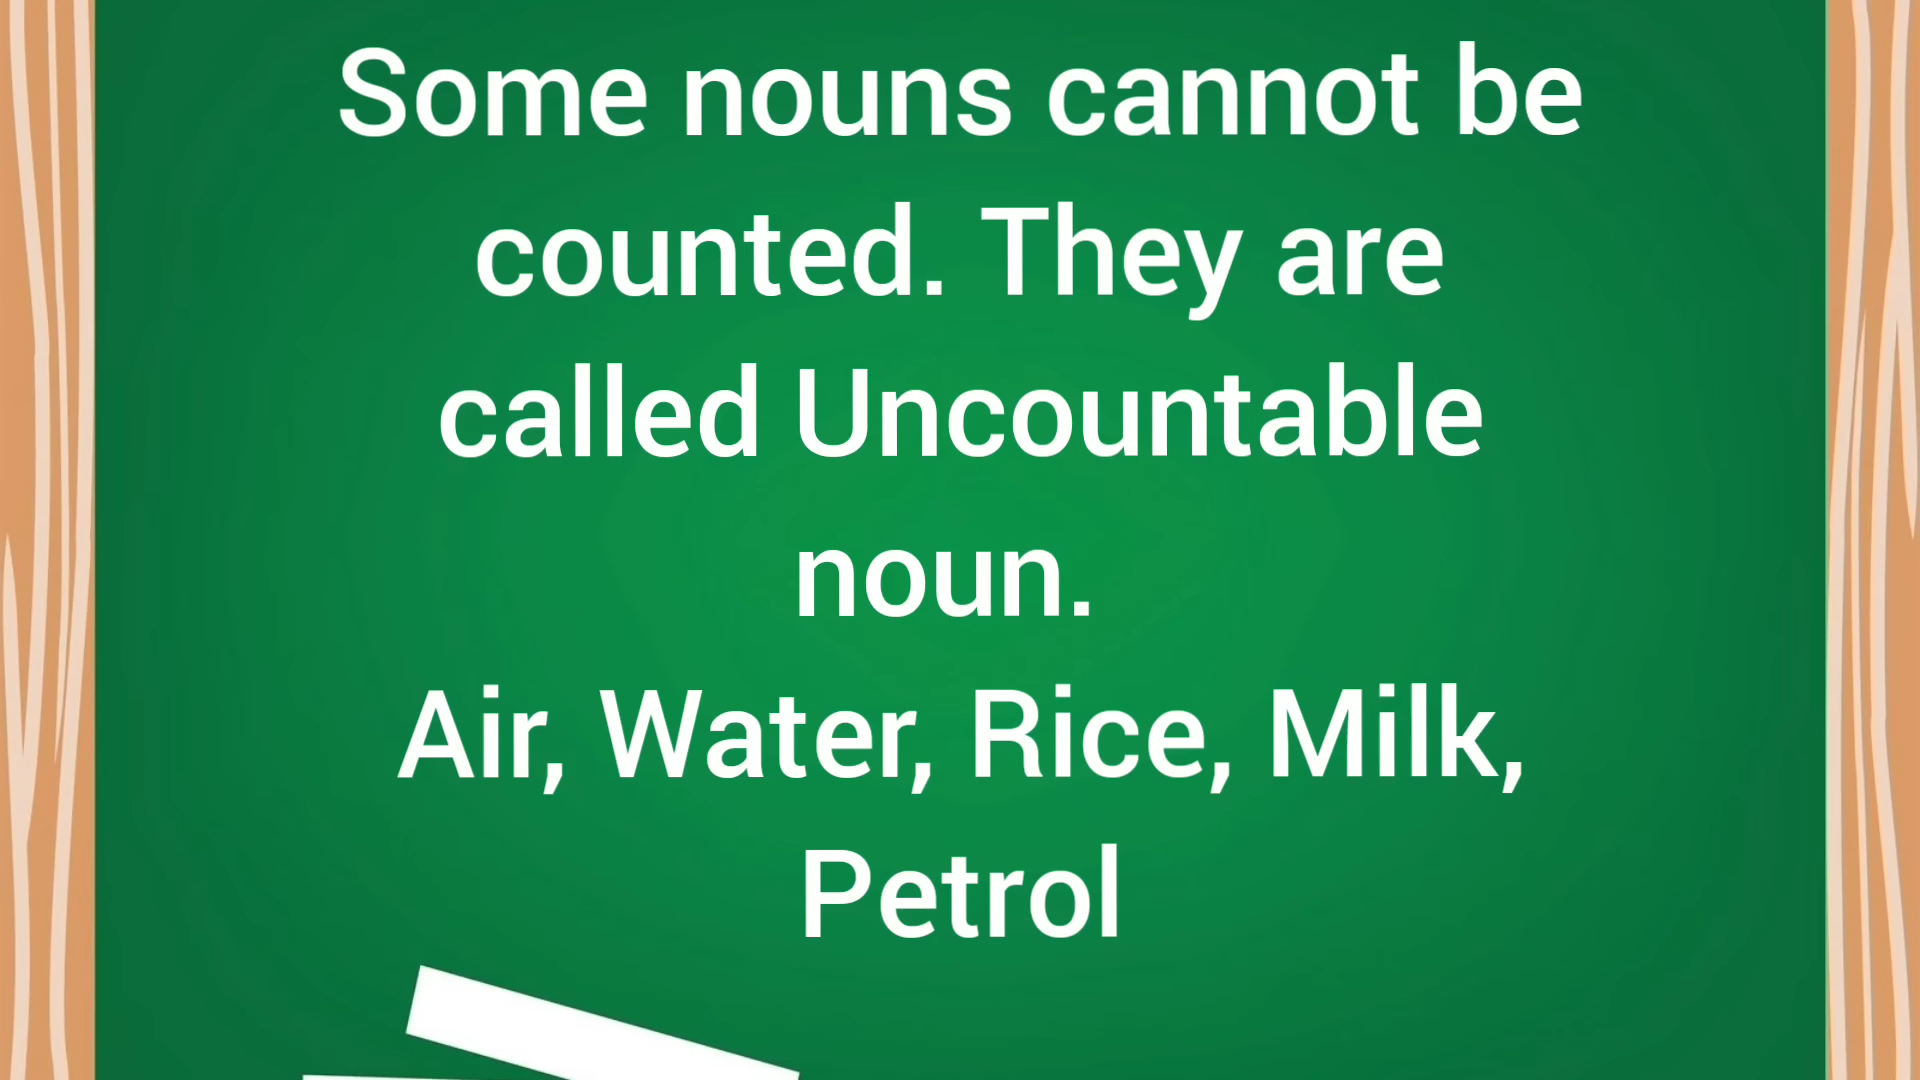 Some nouns cannot be
counted. They are
called Uncountable
noun.
Air, Water, Rice, Milk,
Petrol